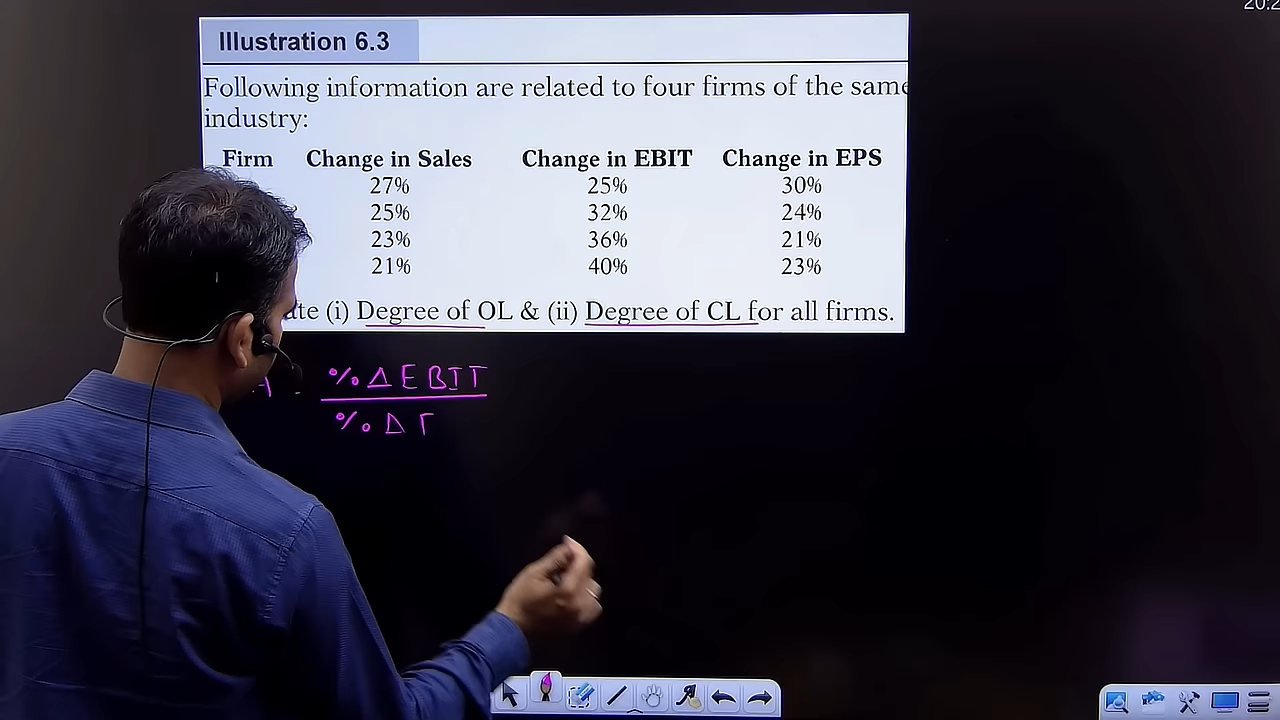 Illustration 6.3
Following information are related to four firms of the same
industry:
Firm Change in Sales Change in EBIT Change in EPS
27% 25% 30%
25% 32% 24%
23% 36% 21%
21% 40% 23%
(i) Degree of OL & (ii) Degree of CL for all firms.
% Δ EBIT
% Δ